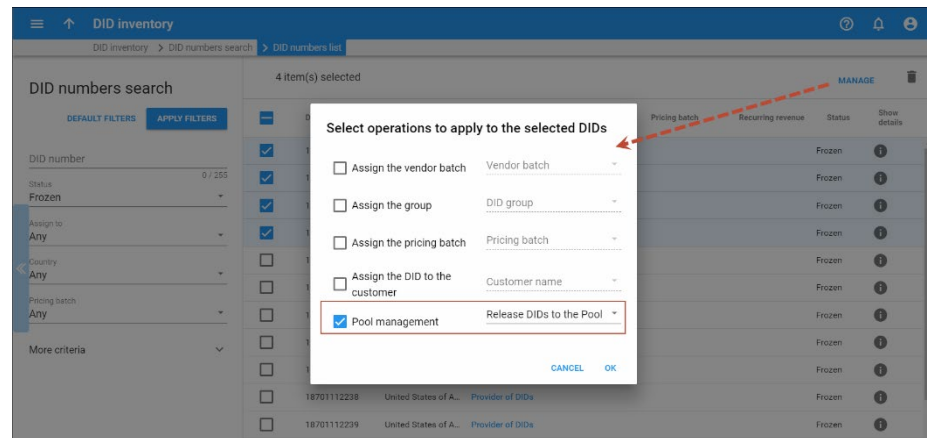 DID inventory
DID inventory > DID numbers search > DID numbers list
DID numbers search
4 item(s) selected
MANAGE
DEFAULT FILTERS APPLY FILTERS
Pricing batch Recurring revenue Status Show details
DID number
0 / 255
Status
Frozen
Assign to
Any
Country
Any
Pricing batch
Any
More criteria
Select operations to apply to the selected DIDs
Assign the vendor batch Vendor batch
Assign the group DID group
Assign the pricing batch Pricing batch
Assign the DID to the customer Customer name
Pool management Release DIDs to the Pool
CANCEL OK
Frozen
Frozen
Frozen
Frozen
Frozen
Frozen
Frozen
Frozen
Frozen
18701112238 United States of A... Provider of DIDs Frozen
18701112239 United States of A... Provider of DIDs Frozen